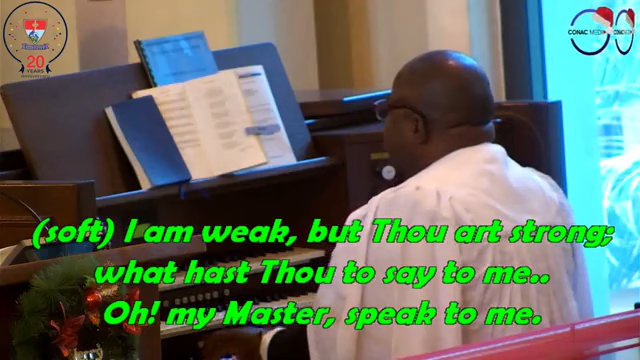 20
YEARS
CONAC MEDIA
(soft) I am weak, but Thou art strong;
what hast Thou to say to me..
Oh! my Master, speak to me.